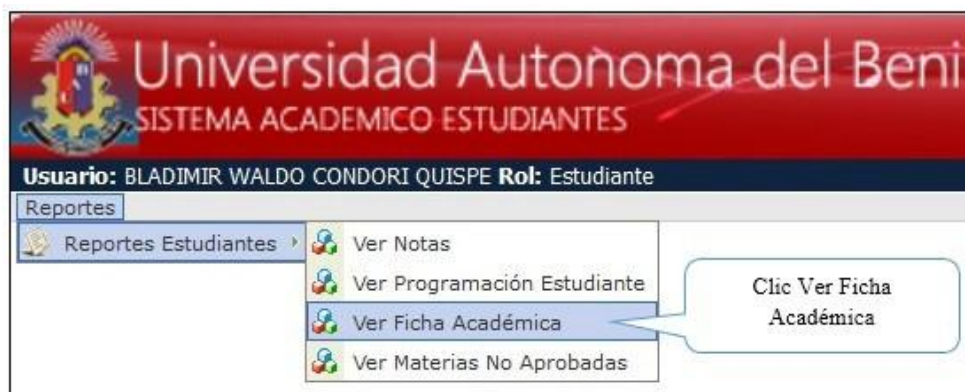 Universidad Autonoma del Beni
SISTEMA ACADEMICO ESTUDIANTES
Usuario: BLADIMIR WALDO CONDORI QUISPE Rol: Estudiante
Reportes
Reportes Estudiantes
Ver Notas
Ver Programación Estudiante
Ver Ficha Académica
Ver Materias No Aprobadas
Clic Ver Ficha
Académica